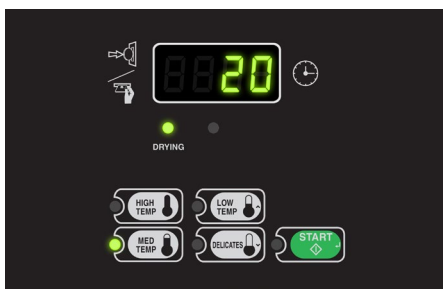 20
DRYING
HIGH
TEMP
LOW
TEMP
MED
TEMP
DELICATES
START